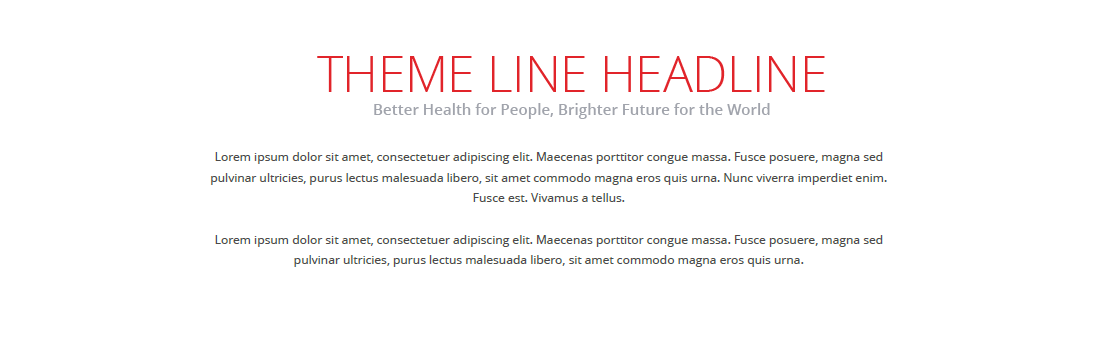 THEME LINE HEADLINE
Better Health for People, Brighter Future for the World
Lorem ipsum dolor sit amet, consectetuer adipiscing elit. Maecenas porttitor congue massa. Fusce posuere, magna sed
pulvinar ultricies, purus lectus malesuada libero, sit amet commodo magna eros quis urna. Nunc viverra imperdiet enim.
Fusce est. Vivamus a tellus.
Lorem ipsum dolor sit amet, consectetuer adipiscing elit. Maecenas porttitor congue massa. Fusce posuere, magna sed
pulvinar ultricies, purus lectus malesuada libero, sit amet commodo magna eros quis urna.